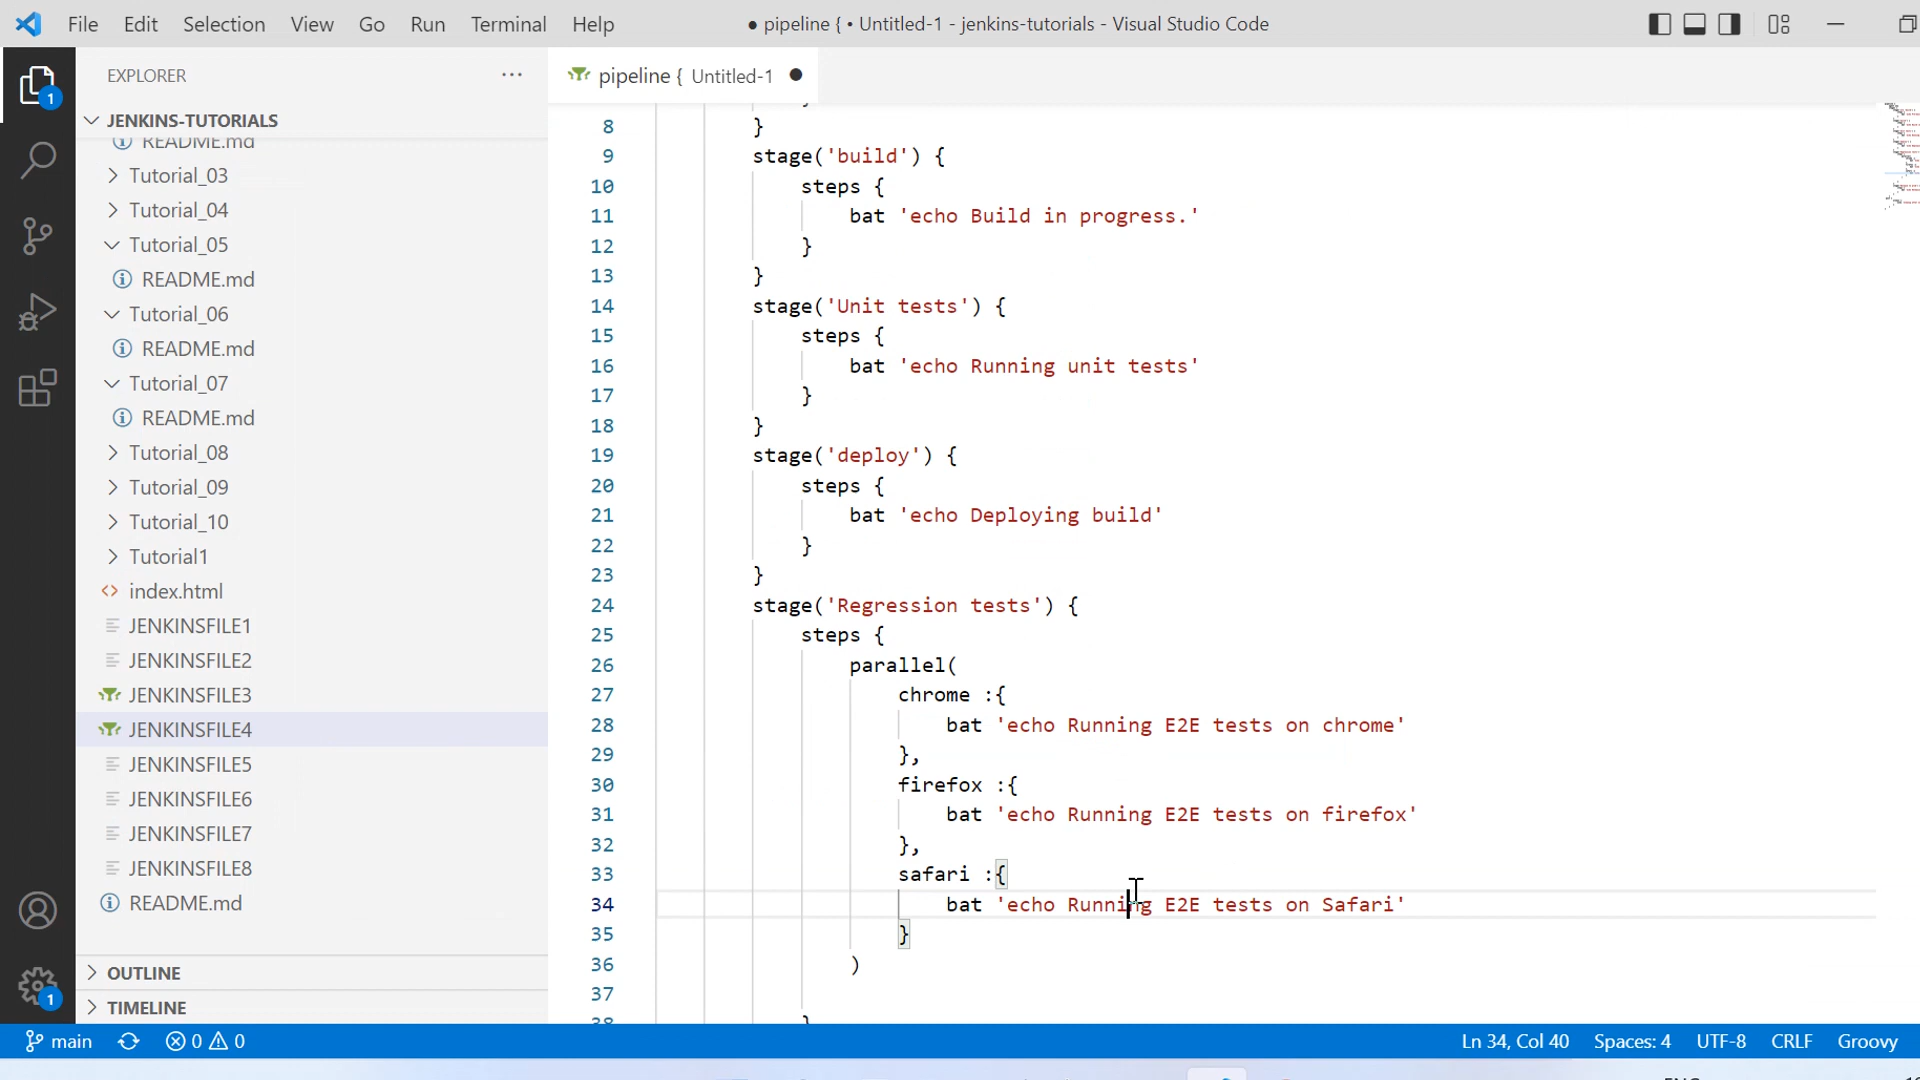 File Edit Selection View Go Run Terminal Help
● pipeline { • Untitled-1 - jenkins-tutorials - Visual Studio Code
EXPLORER
JENKINS-TUTORIALS
README.md
Tutorial_03
Tutorial_04
Tutorial_05
README.md
Tutorial_06
README.md
Tutorial_07
README.md
Tutorial_08
Tutorial_09
Tutorial_10
Tutorial1
index.html
JENKINSFILE1
JENKINSFILE2
JENKINSFILE3
JENKINSFILE4
JENKINSFILE5
JENKINSFILE6
JENKINSFILE7
JENKINSFILE8
README.md
OUTLINE
TIMELINE
1
1
pipeline { Untitled-1 ●
8 }
9 stage('build') {
10 steps {
11 bat 'echo Build in progress.'
12 }
13 }
14 stage('Unit tests') {
15 steps {
16 bat 'echo Running unit tests'
17 }
18 }
19 stage('deploy') {
20 steps {
21 bat 'echo Deploying build'
22 }
23 }
24 stage('Regression tests') {
25 steps {
26 parallel(
27 chrome :{
28 bat 'echo Running E2E tests on chrome'
29 },
30 firefox :{
31 bat 'echo Running E2E tests on firefox'
32 },
33 safari :{
34 bat 'echo Running E2E tests on Safari'
35 }
36 )
37
38 }
main 0 0 Ln 34, Col 40 Spaces: 4 UTF-8 CRLF Groovy